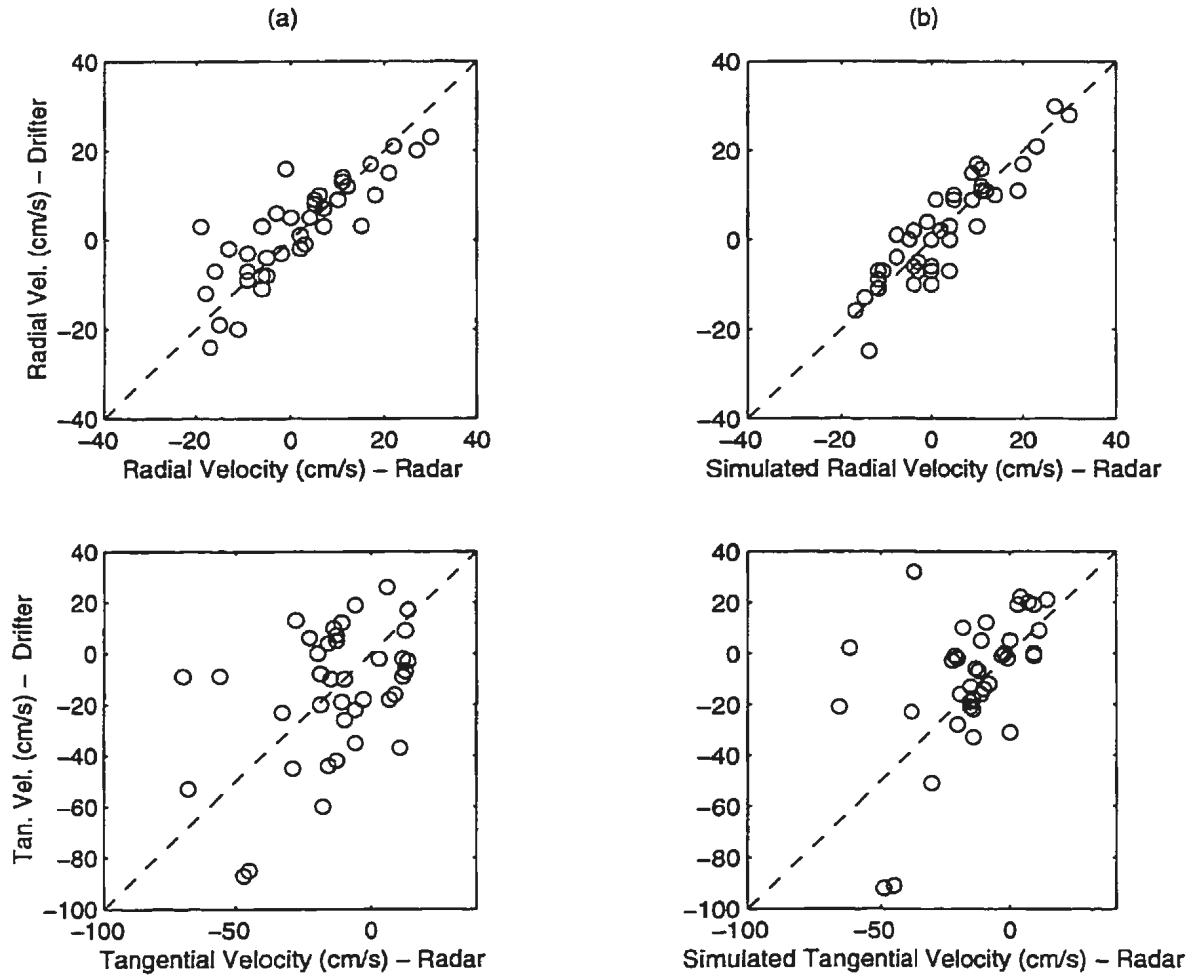 (a)
(b)
40
20
0
−20
−40
Radial Vel. (cm/s) − Drifter
−40 −20 0 20 40
Radial Velocity (cm/s) − Radar
40
20
0
−20
−40
−40 −20 0 20 40
Simulated Radial Velocity (cm/s) − Radar
40
20
0
−20
−40
−60
−80
−100
Tan. Vel. (cm/s) − Drifter
−100 −50 0
Tangential Velocity (cm/s) − Radar
40
20
0
−20
−40
−60
−80
−100
−100 −50 0
Simulated Tangential Velocity (cm/s) − Radar